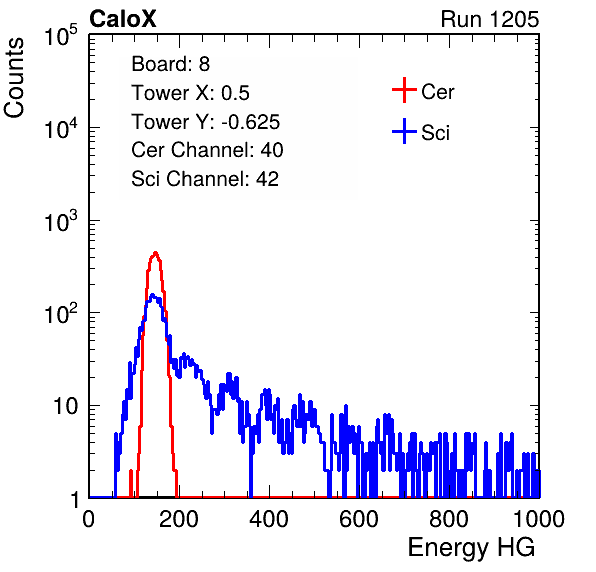 CaloX Run 1205
Counts
Board: 8
Tower X: 0.5
Tower Y: -0.625
Cer Channel: 40
Sci Channel: 42
Cer
Sci
10^5
10^4
10^3
10^2
10
1
0 200 400 600 800 1000
Energy HG